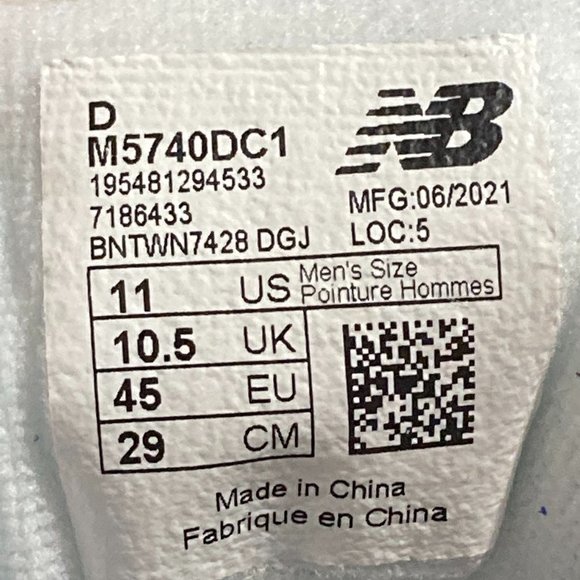 D
M5740DC1
195481294533
7186433
BNTWN7428 DGJ
NB
MFG:06/2021
LOC:5
11 US Men's Size
Pointure Hommes
10.5 UK
45 EU
29 CM
Made in China
Fabrique en China